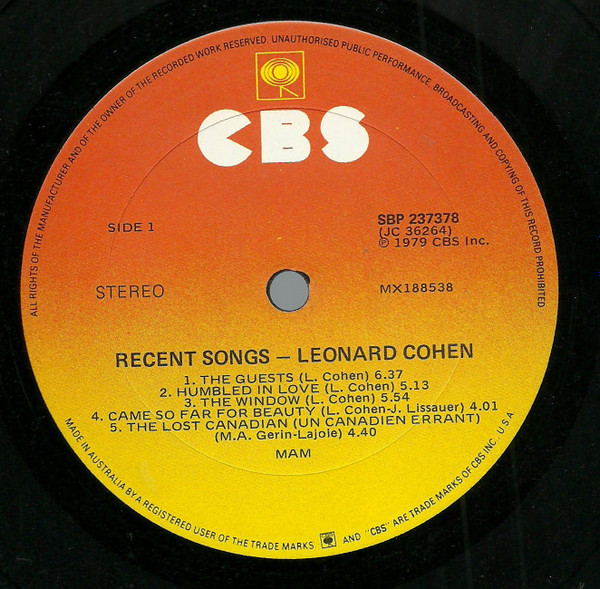 ALL RIGHTS OF THE MANUFACTURER AND OF THE OWNER OF THE RECORDED WORK RESERVED. UNAUTHORISED PUBLIC PERFORMANCE, BROADCASTING AND COPYING OF THIS RECORD PROHIBITED
CBS
SIDE 1
SBP 237378
(JC 36264)
℗ 1979 CBS Inc.
STEREO
MX188538
RECENT SONGS – LEONARD COHEN
1. THE GUESTS (L. Cohen) 6.37
2. HUMBLED IN LOVE (L. Cohen) 5.13
3. THE WINDOW (L. Cohen) 5.54
4. CAME SO FAR FOR BEAUTY (L. Cohen-J. Lissauer) 4.01
5. THE LOST CANADIAN (UN CANADIEN ERRANT)
(M.A. Gerin-Lajoie) 4.40
MAM
MADE IN AUSTRALIA BY A REGISTERED USER OF THE TRADE MARKS AND "CBS" ARE TRADE MARKS OF CBS INC. U.S.A.